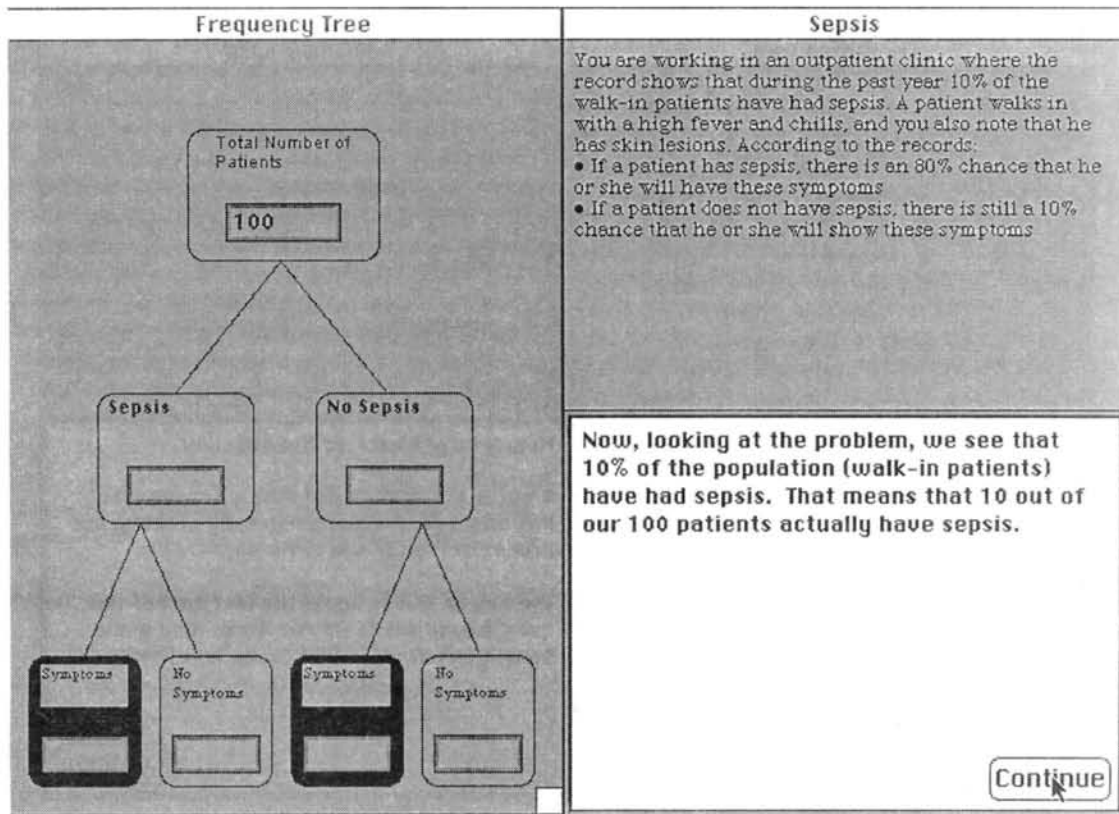 Frequency Tree
Total Number of
Patients
100
Sepsis
No Sepsis
Symptoms
No
Symptoms
Symptoms
No
Symptoms
Sepsis
You are working in an outpatient clinic where the
record shows that during the past year 10% of the
walk-in patients have had sepsis. A patient walks in
with a high fever and chills, and you also note that he
has skin lesions. According to the records:
• If a patient has sepsis, there is an 80% chance that he
or she will have these symptoms
• If a patient does not have sepsis, there is still a 10%
chance that he or she will show these symptoms
Now, looking at the problem, we see that
10% of the population (walk-in patients)
have had sepsis. That means that 10 out of
our 100 patients actually have sepsis.
Continue